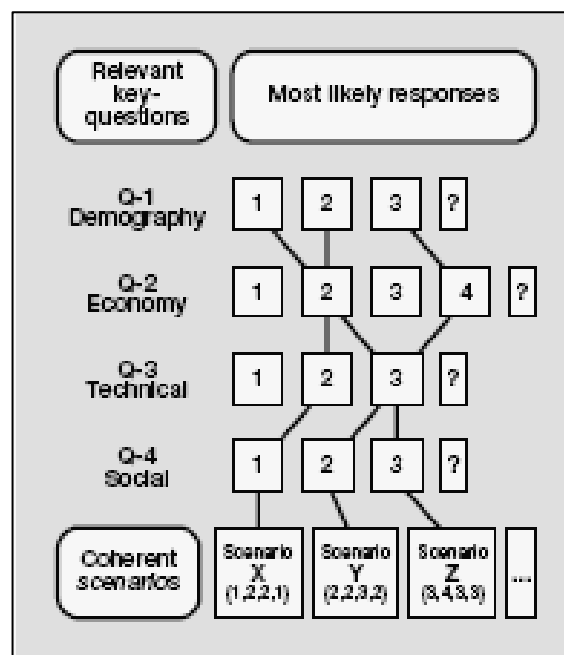 Relevant
key-
questions
Most likely responses
Q-1
Demography
1 2 3 ?
Q-2
Economy
1 2 3 4 ?
Q-3
Technical
1 2 3 ?
Q-4
Social
1 2 3 ?
Coherent
scenarios
Scenario
X
(1,2,2,1)
Scenario
Y
(2,2,3,2)
Scenario
Z
(3,4,3,3)
...